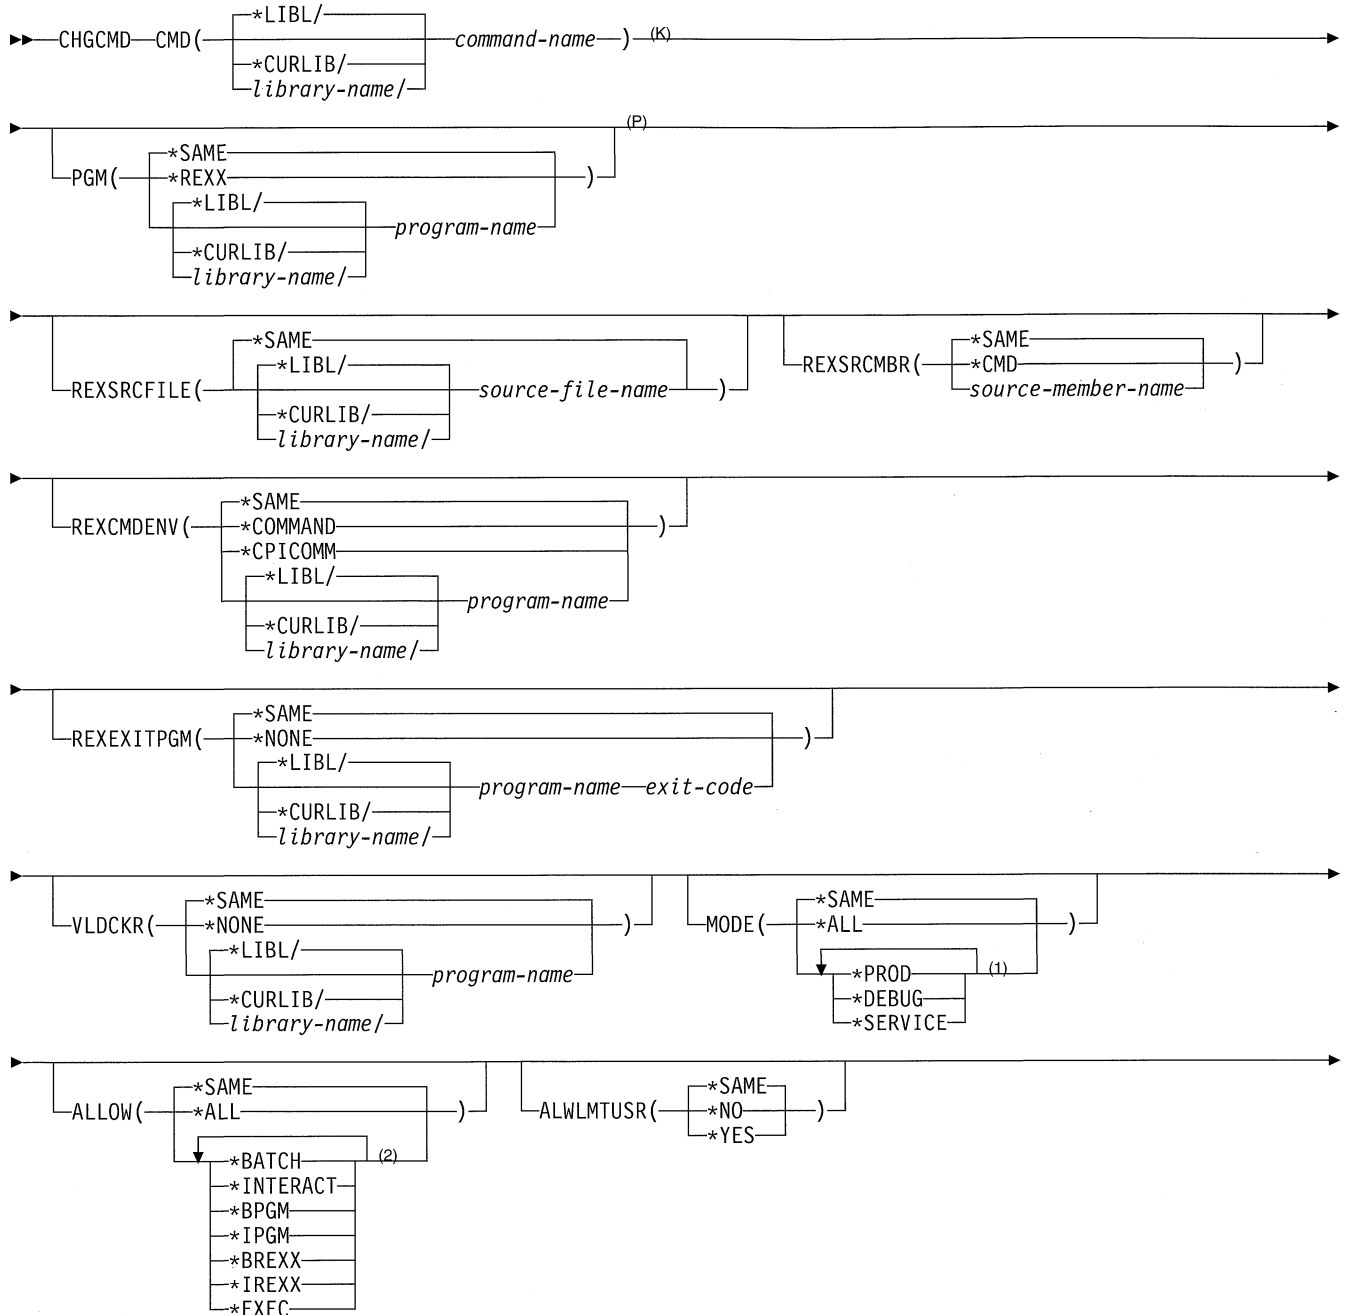 *LIBL/
CHGCMD CMD( command-name ) (K)
*CURLIB/
library-name/
(P)
*SAME
PGM( *REXX )
*LIBL/
program-name
*CURLIB/
library-name/
*SAME *SAME
*LIBL/ REXSRCMBR( *CMD )
REXSRCFILE( source-file-name ) source-member-name
*CURLIB/
library-name/
*SAME
REXCMDENV( *COMMAND )
*CPICOMM
*LIBL/
program-name
*CURLIB/
library-name/
*SAME
REXEXITPGM( *NONE )
*LIBL/
program-name exit-code
*CURLIB/
library-name/
*SAME *SAME
VLDCKR( *NONE ) MODE( *ALL )
*LIBL/
program-name *PROD (1)
*CURLIB/ *DEBUG
library-name/ *SERVICE
*SAME *SAME
ALLOW( *ALL ) ALWLMTUSR( *NO )
*YES
*BATCH (2)
*INTERACT
*BPGM
*IPGM
*BREXX
*IREXX
*EXEC